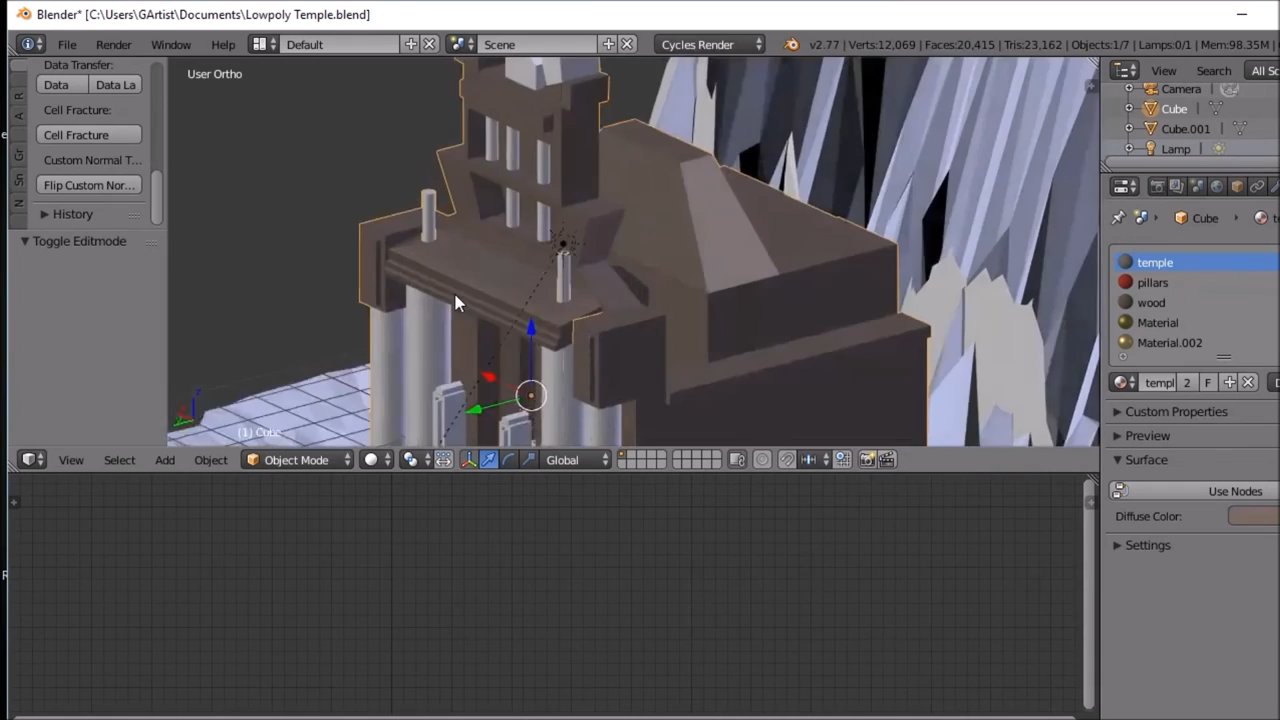 Blender* [C:\Users\GArtist\Documents\Lowpoly Temple.blend]
File Render Window Help Default Scene Cycles Render v2.77 | Verts:12,069 | Faces:20,415 | Tris:23,162 | Objects:1/7 | Lamps:0/1 | Mem:98.35M |
Data Transfer:
Data Data La
Cell Fracture:
Cell Fracture
Custom Normal T...
Flip Custom Nor...
History
Toggle Editmode
R
A
Gr
Sn
N
User Ortho
(1) Cube
View Search All Sc
Camera
Cube
Cube.001
Lamp
Cube
temple
pillars
wood
Material
Material.002
templ 2 F
Custom Properties
Preview
Surface
Use Nodes
Diffuse Color:
Settings
View Select Add Object Object Mode Global